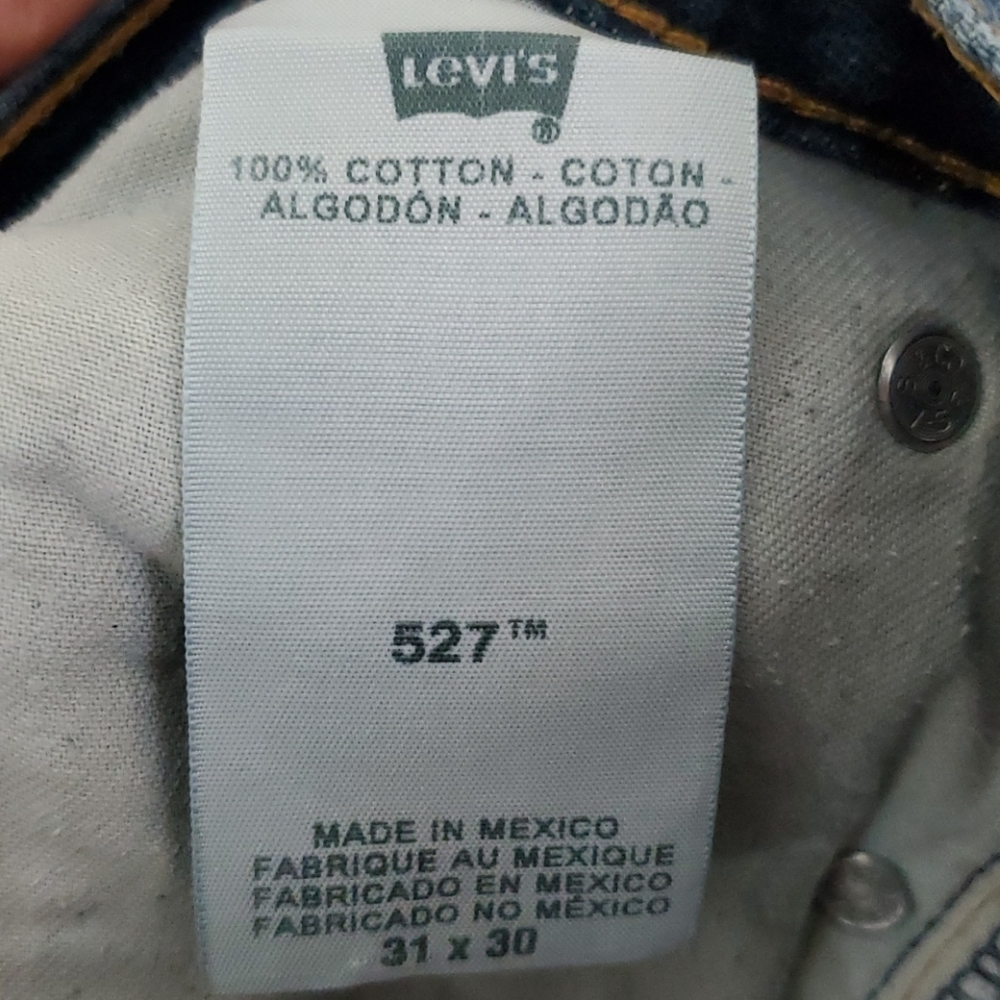 LEVI'S
®
100% COTTON - COTON -
ALGODÓN - ALGODÃO
527™
MADE IN MEXICO
FABRIQUE AU MEXIQUE
FABRICADO EN MEXICO
FABRICADO NO MÉXICO
31 x 30